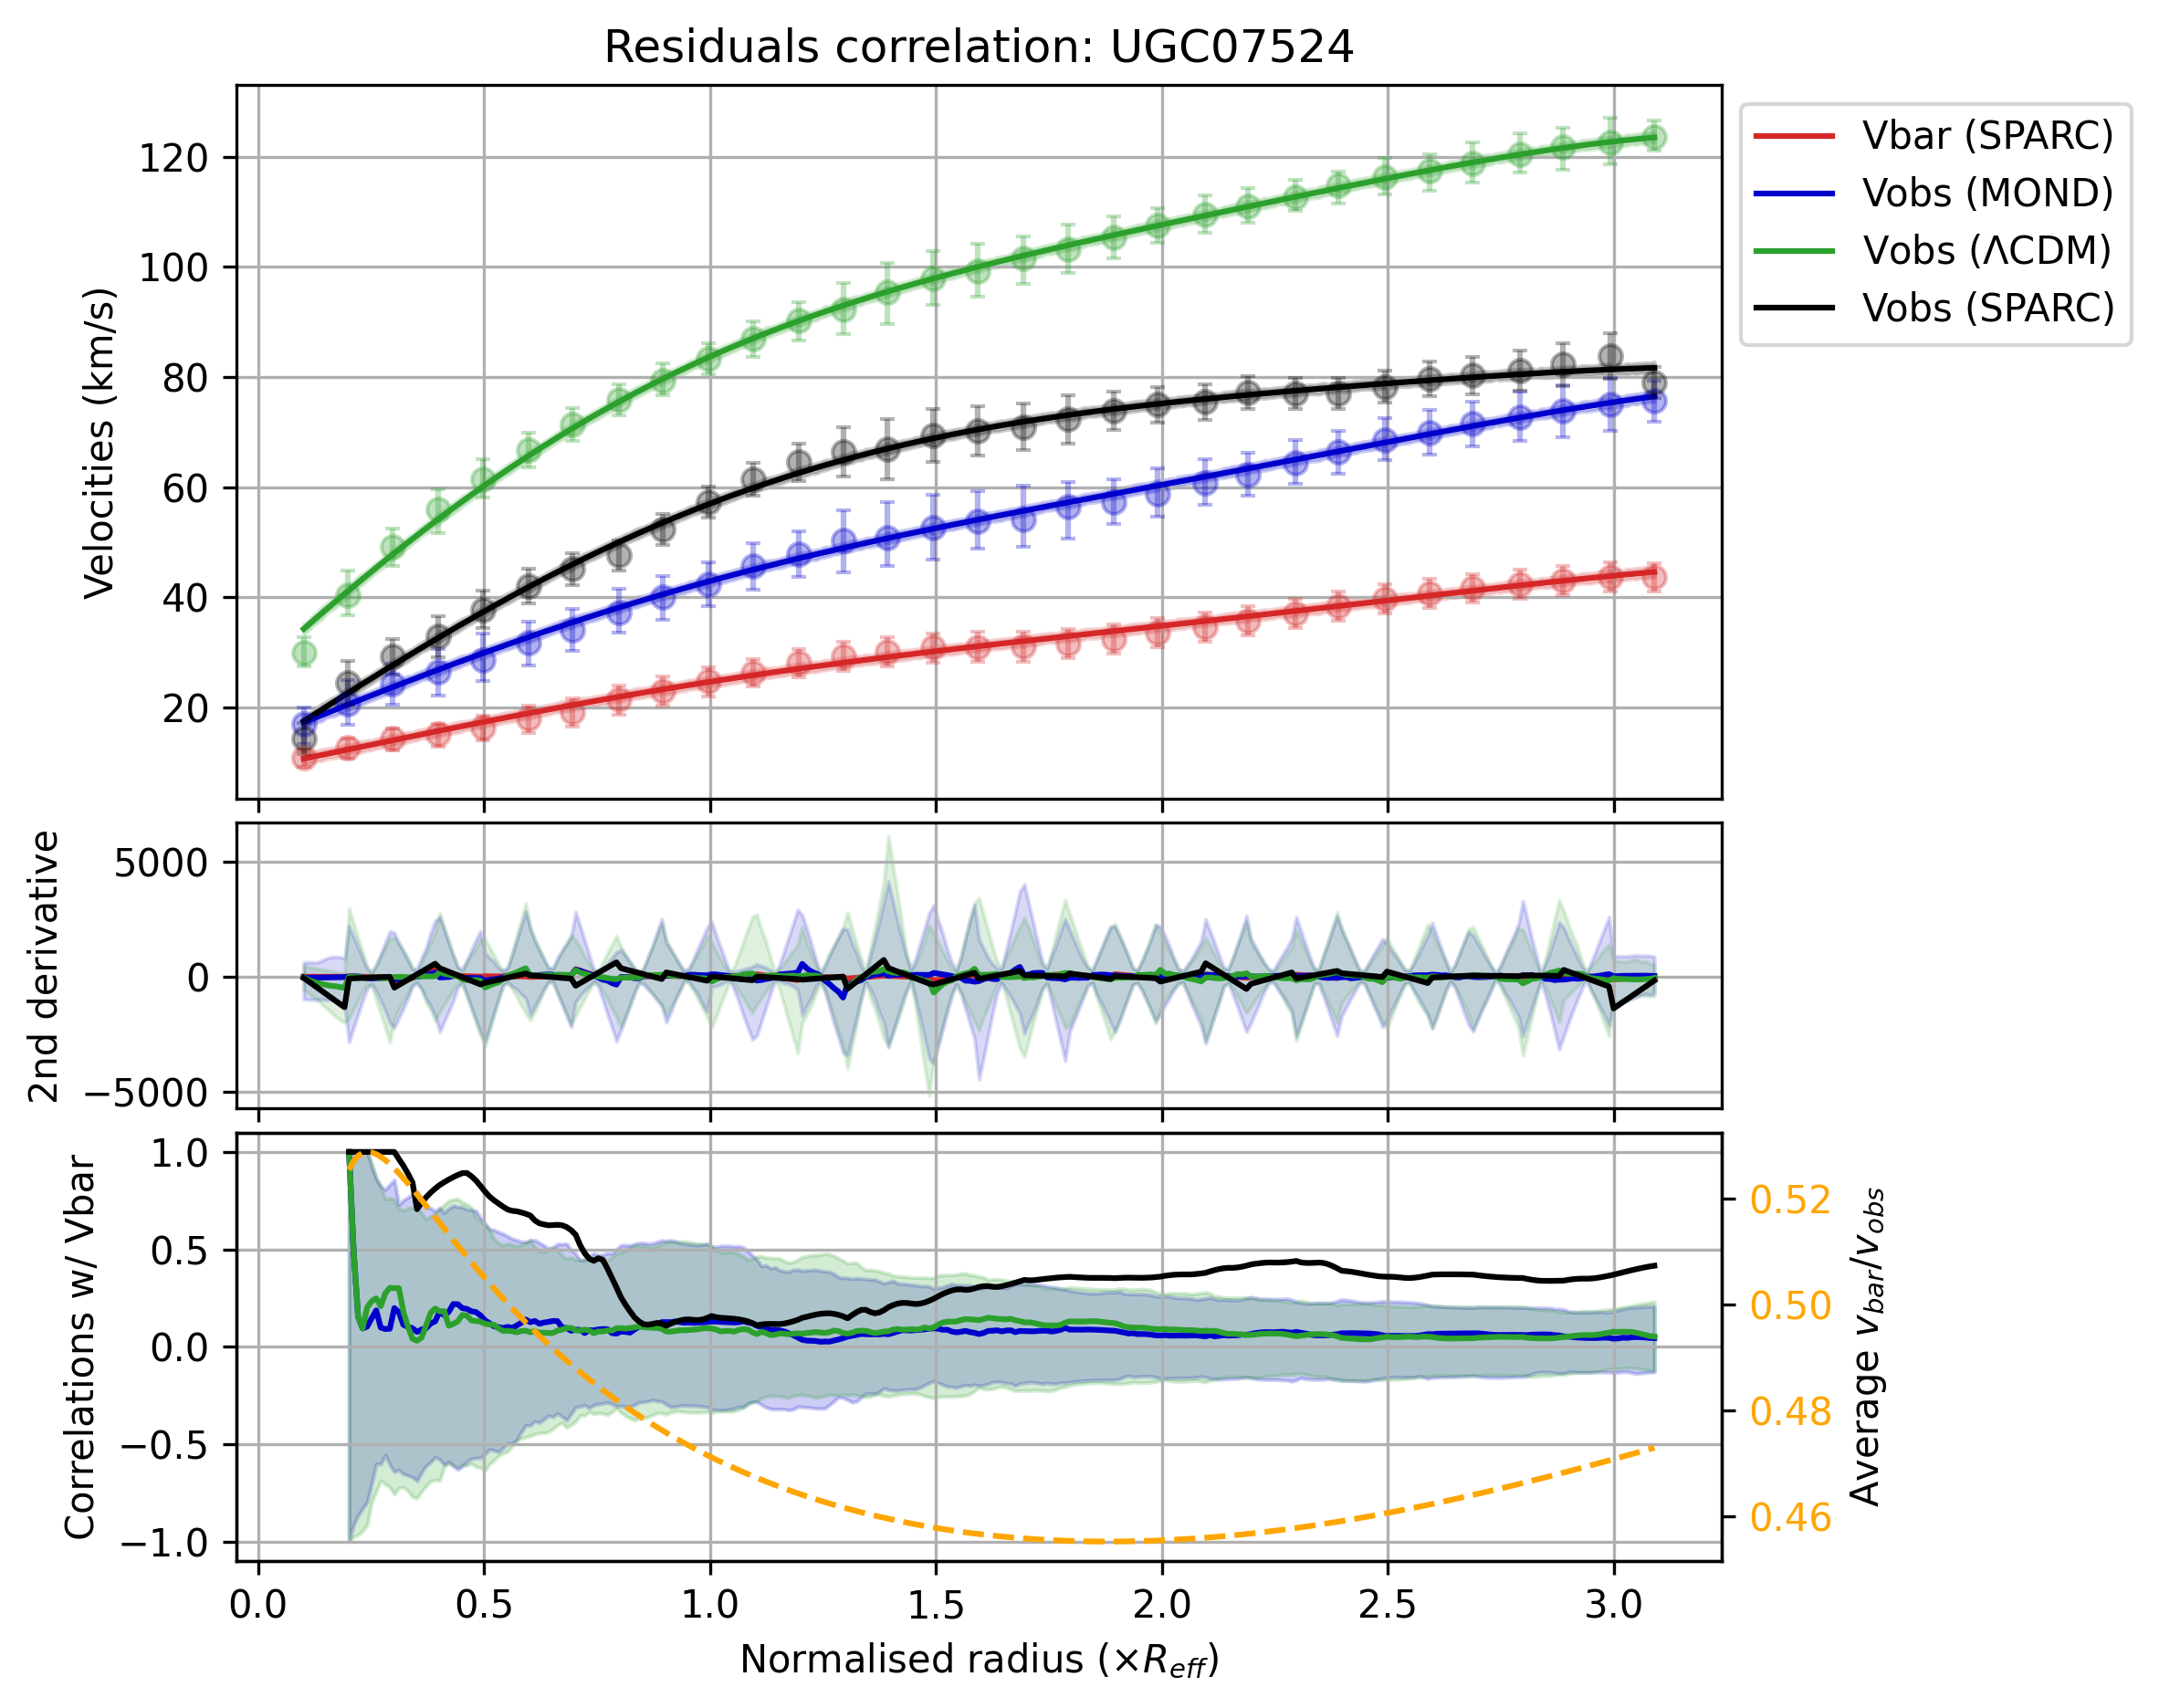 Residuals correlation: UGC07524
Velocities (km/s)
120
100
80
60
40
20
Vbar (SPARC)
Vobs (MOND)
Vobs (ΛCDM)
Vobs (SPARC)
2nd derivative
5000
0
−5000
Correlations w/ Vbar
1.0
0.5
0.0
−0.5
−1.0
0.52
0.50
0.48
0.46
Average v_bar/v_obs
0.0 0.5 1.0 1.5 2.0 2.5 3.0
Normalised radius (×R_eff)